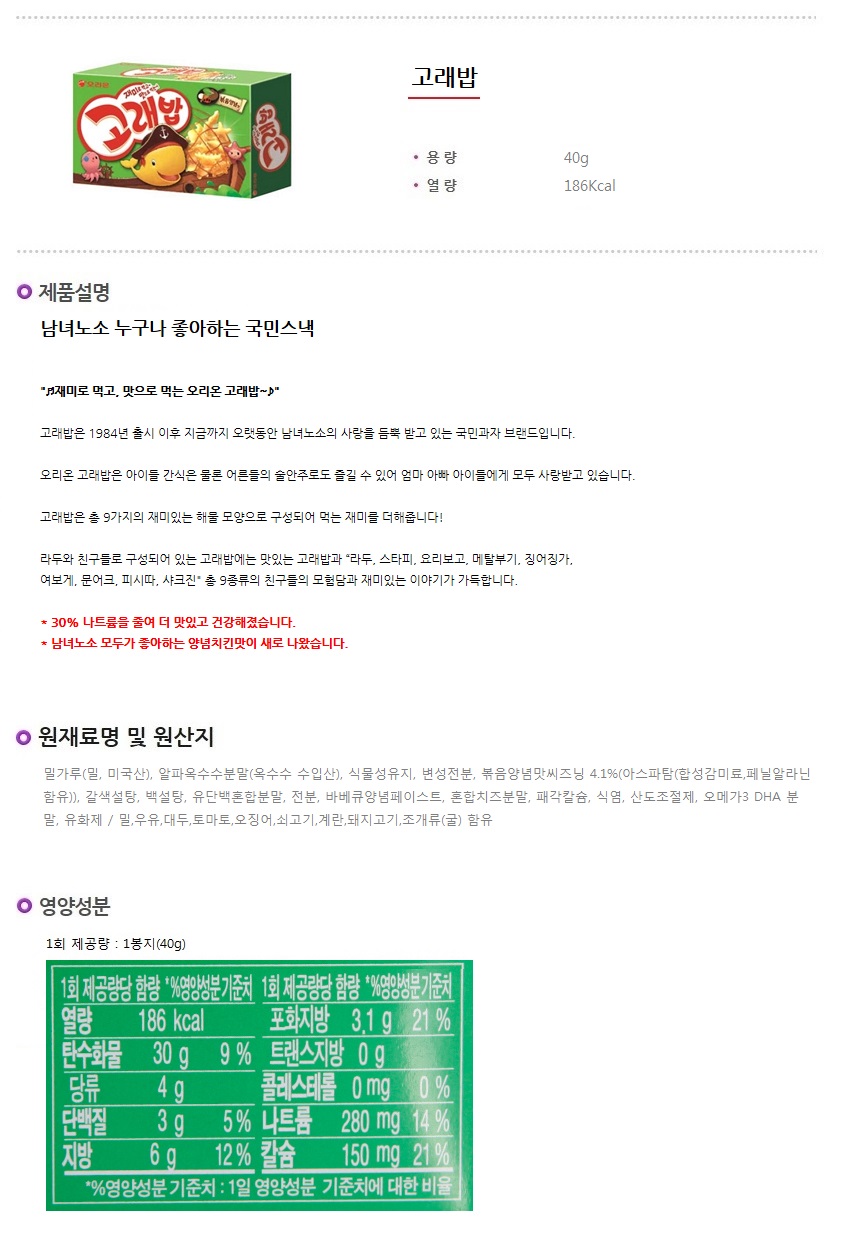 오리온
재미로 먹고
맛으로 먹는
고래밥
볶음양념맛
고래밥
고래밥
용 량 40g
열 량 186Kcal
제품설명
남녀노소 누구나 좋아하는 국민스낵
"♬재미로 먹고, 맛으로 먹는 오리온 고래밥~♪"
고래밥은 1984년 출시 이후 지금까지 오랫동안 남녀노소의 사랑을 듬뿍 받고 있는 국민과자 브랜드입니다.
오리온 고래밥은 아이들 간식은 물론 어른들의 술안주로도 즐길 수 있어 엄마 아빠 아이들에게 모두 사랑받고 있습니다.
고래밥은 총 9가지의 재미있는 해물 모양으로 구성되어 먹는 재미를 더해줍니다!
라두와 친구들로 구성되어 있는 고래밥에는 맛있는 고래밥과 "라두, 스타피, 요리보고, 메탈부기, 징어징가,
여보게, 문어크, 피시따, 샤크진" 총 9종류의 친구들의 모험담과 재미있는 이야기가 가득합니다.
* 30% 나트륨을 줄여 더 맛있고 건강해졌습니다.
* 남녀노소 모두가 좋아하는 양념치킨맛이 새로 나왔습니다.
원재료명 및 원산지
밀가루(밀, 미국산), 알파옥수수분말(옥수수 수입산), 식물성유지, 변성전분, 볶음양념맛씨즈닝 4.1%(아스파탐(합성감미료,페닐알라닌
함유)), 갈색설탕, 백설탕, 유단백혼합분말, 전분, 바베큐양념페이스트, 혼합치즈분말, 패각칼슘, 식염, 산도조절제, 오메가3 DHA 분
말, 유화제 / 밀,우유,대두,토마토,오징어,쇠고기,계란,돼지고기,조개류(굴) 함유
영양성분
1회 제공량 : 1봉지(40g)
1회 제공량당 함량 *%영양성분기준치 1회 제공량당 함량 *%영양성분기준치
열량 186 kcal 포화지방 3.1 g 21 %
탄수화물 30 g 9 % 트랜스지방 0 g
당류 4 g 콜레스테롤 0 mg 0 %
단백질 3 g 5 % 나트륨 280 mg 14 %
지방 6 g 12 % 칼슘 150 mg 21 %
*%영양성분 기준치 : 1일 영양성분 기준치에 대한 비율